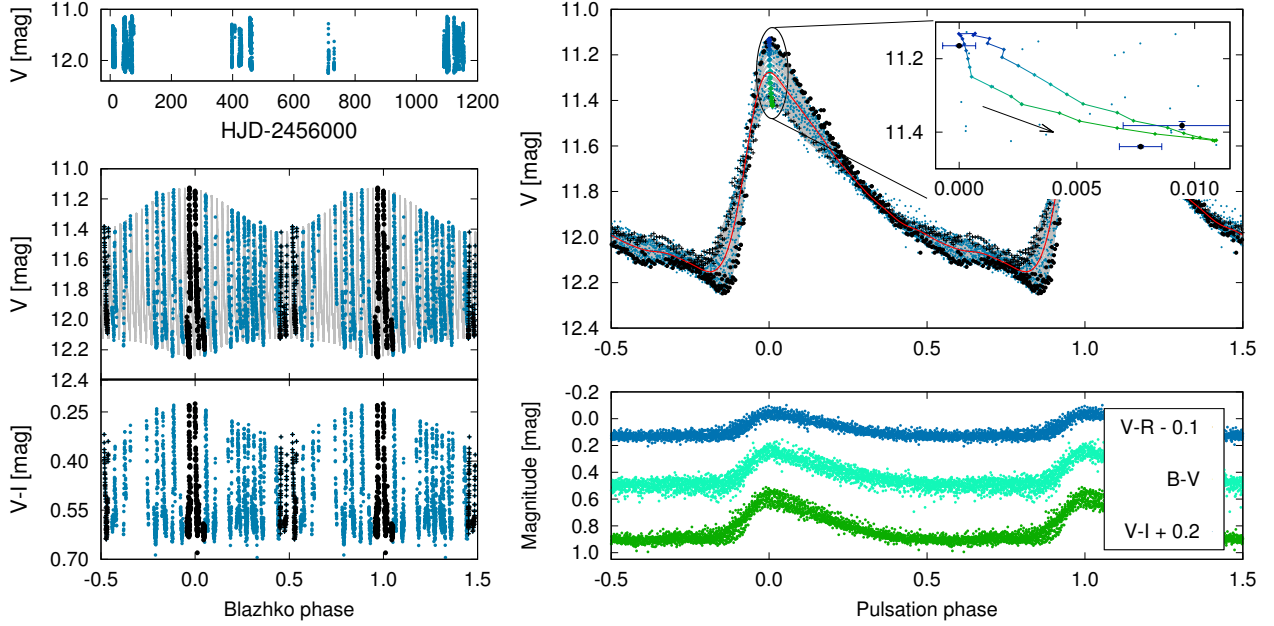 V [mag]
11.0
12.0
0 200 400 600 800 1000 1200
HJD-2456000
V [mag]
11.0
11.2
11.4
11.6
11.8
12.0
12.2
12.4
V-I [mag]
0.25
0.40
0.55
0.70
-0.5 0.0 0.5 1.0 1.5
Blazhko phase
V [mag]
11.0
11.2
11.4
11.6
11.8
12.0
12.2
12.4
-0.5 0.0 0.5 1.0 1.5
11.2
11.4
0.000 0.005 0.010
Magnitude [mag]
-0.2
0.0
0.2
0.4
0.6
0.8
1.0
V-R - 0.1
B-V
V-I + 0.2
-0.5 0.0 0.5 1.0 1.5
Pulsation phase